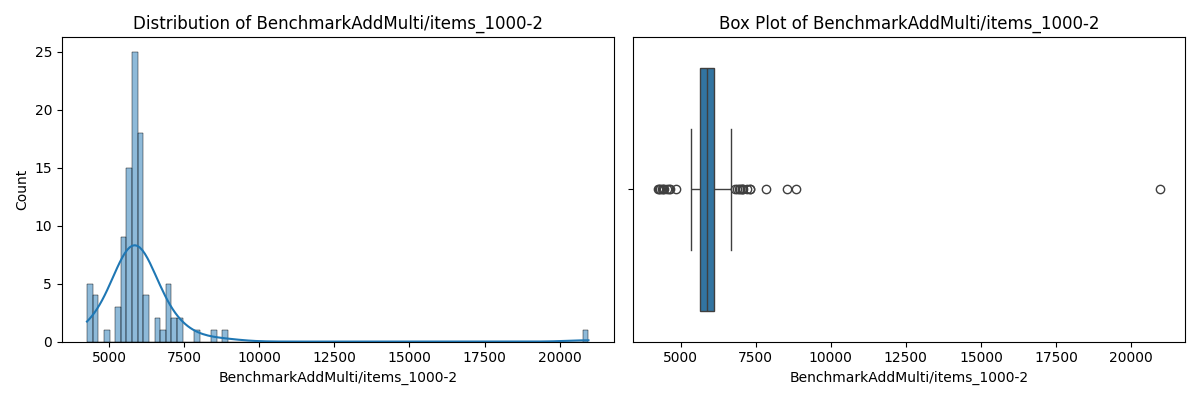 Distribution of BenchmarkAddMulti/items_1000-2
25
20
15
10
5
0
Count
5000 7500 10000 12500 15000 17500 20000
BenchmarkAddMulti/items_1000-2
Box Plot of BenchmarkAddMulti/items_1000-2
5000 7500 10000 12500 15000 17500 20000
BenchmarkAddMulti/items_1000-2